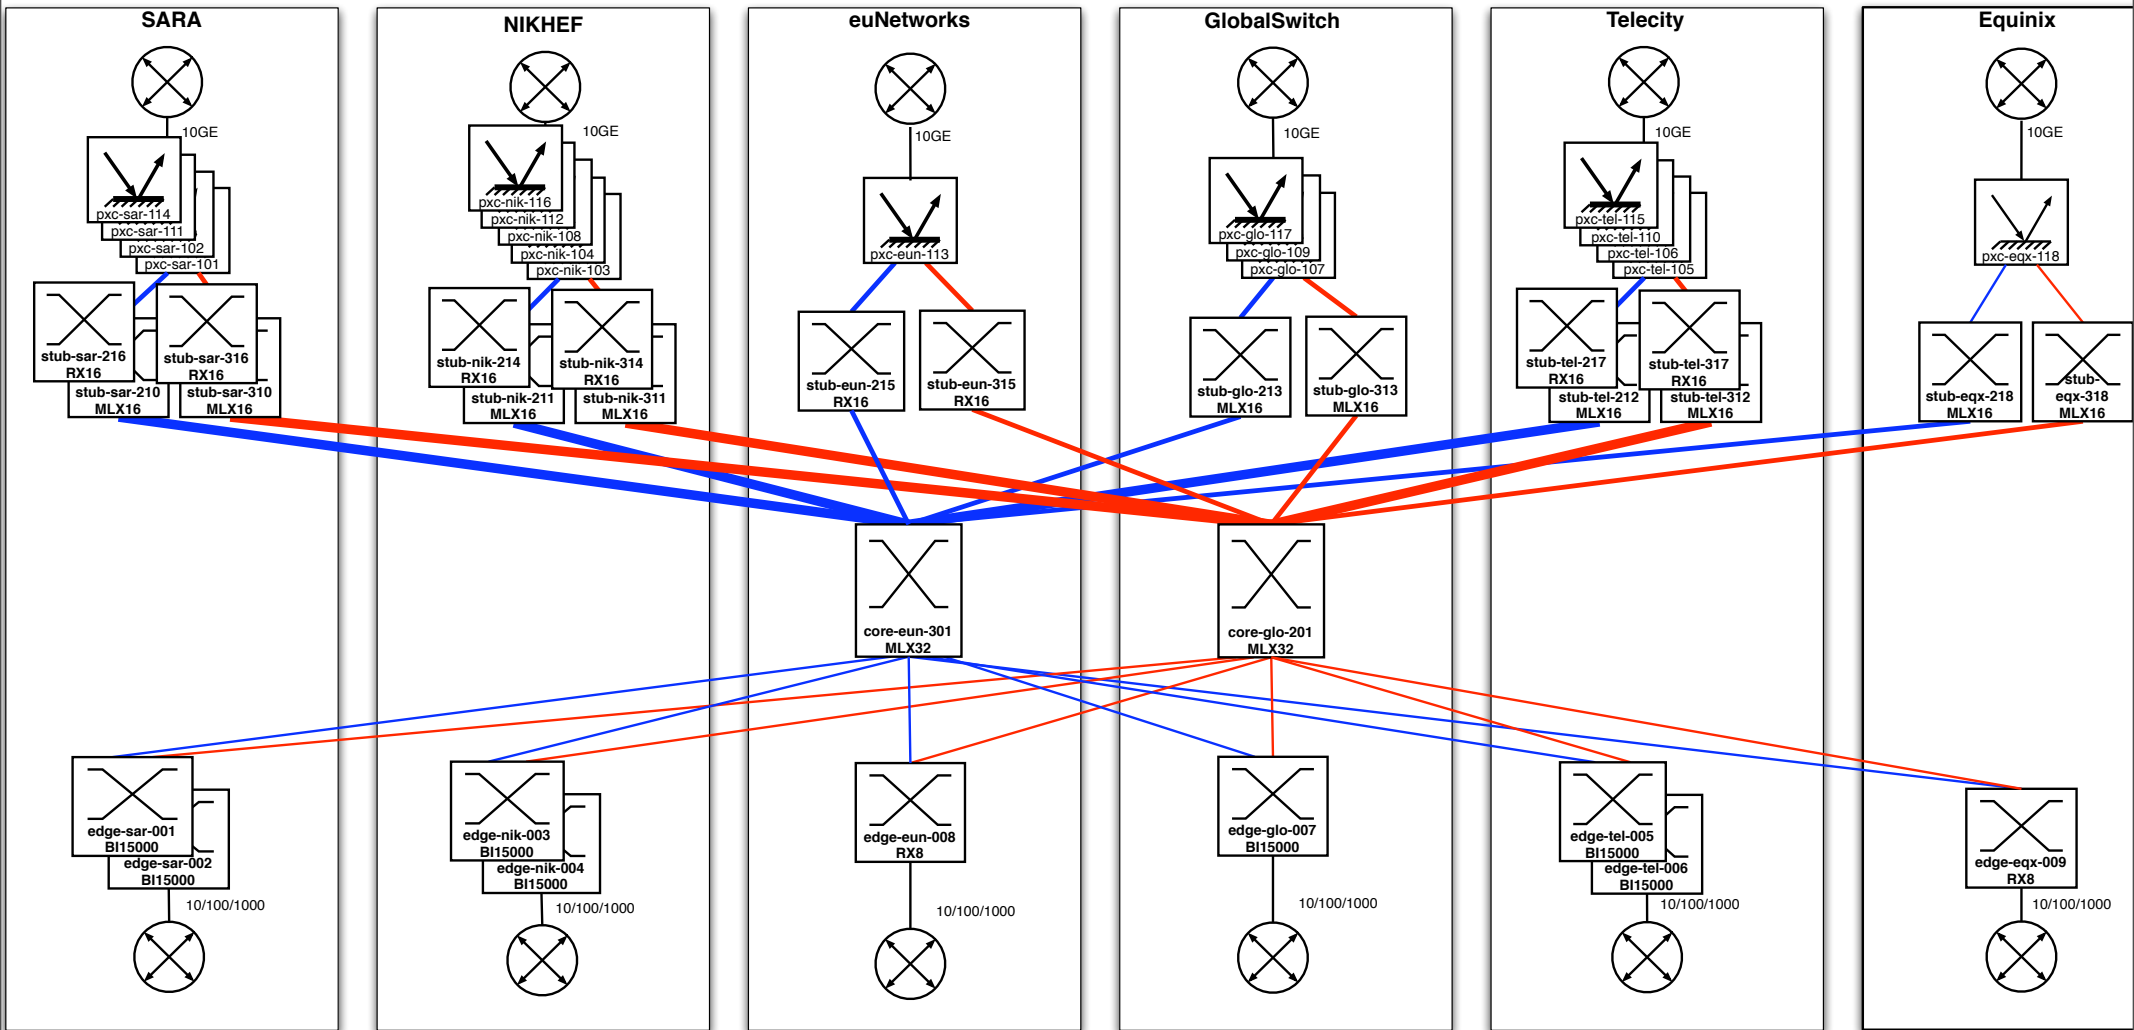 SARA
NIKHEF
euNetworks
GlobalSwitch
Telecity
Equinix
10GE
10GE
10GE
10GE
10GE
10GE
pxc-sar-114
pxc-sar-111
pxc-sar-102
pxc-sar-101
pxc-nik-116
pxc-nik-112
pxc-nik-108
pxc-nik-104
pxc-nik-103
pxc-eun-113
pxc-glo-117
pxc-glo-109
pxc-glo-107
pxc-tel-115
pxc-tel-110
pxc-tel-106
pxc-tel-105
pxc-eqx-118
stub-sar-216
RX16
stub-sar-316
RX16
stub-sar-210
MLX16
stub-sar-310
MLX16
stub-nik-214
RX16
stub-nik-314
RX16
stub-nik-211
MLX16
stub-nik-311
MLX16
stub-eun-215
RX16
stub-eun-315
RX16
stub-glo-213
MLX16
stub-glo-313
MLX16
stub-tel-217
RX16
stub-tel-317
RX16
stub-tel-212
MLX16
stub-tel-312
MLX16
stub-eqx-218
MLX16
stub-
eqx-318
MLX16
core-eun-301
MLX32
core-glo-201
MLX32
edge-sar-001
BI15000
edge-sar-002
BI15000
edge-nik-003
BI15000
edge-nik-004
BI15000
edge-eun-008
RX8
edge-glo-007
BI15000
edge-tel-005
BI15000
edge-tel-006
BI15000
edge-eqx-009
RX8
10/100/1000
10/100/1000
10/100/1000
10/100/1000
10/100/1000
10/100/1000